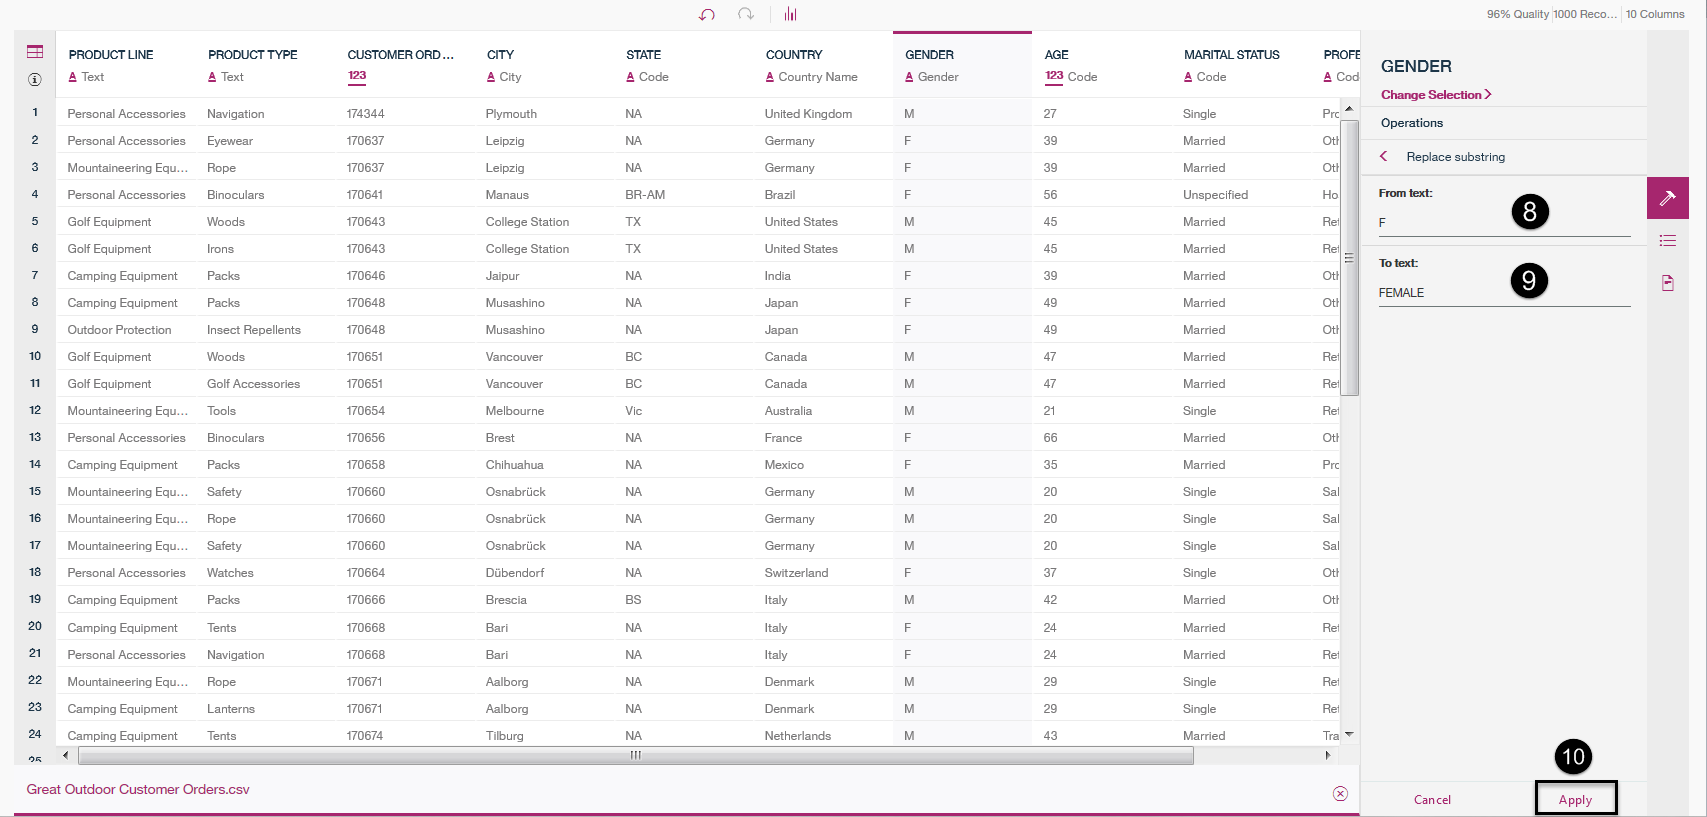 96% Quality 1000 Reco... 10 Columns
PRODUCT LINE PRODUCT TYPE CUSTOMER ORD... CITY STATE COUNTRY GENDER AGE MARITAL STATUS PROFE
A Text A Text 123 A City A Code A Country Name A Gender 123 Code A Code A Cod
1 Personal Accessories Navigation 174344 Plymouth NA United Kingdom M 27 Single Pro
2 Personal Accessories Eyewear 170637 Leipzig NA Germany F 39 Married Oth
3 Mountaineering Equ... Rope 170637 Leipzig NA Germany F 39 Married Oth
4 Personal Accessories Binoculars 170641 Manaus BR-AM Brazil F 56 Unspecified Ho
5 Golf Equipment Woods 170643 College Station TX United States M 45 Married Ret
6 Golf Equipment Irons 170643 College Station TX United States M 45 Married Ret
7 Camping Equipment Packs 170646 Jaipur NA India F 39 Married Oth
8 Camping Equipment Packs 170648 Musashino NA Japan F 49 Married Oth
9 Outdoor Protection Insect Repellents 170648 Musashino NA Japan F 49 Married Oth
10 Golf Equipment Woods 170651 Vancouver BC Canada M 47 Married Ret
11 Golf Equipment Golf Accessories 170651 Vancouver BC Canada M 47 Married Ret
12 Mountaineering Equ... Tools 170654 Melbourne Vic Australia M 21 Single Ret
13 Personal Accessories Binoculars 170656 Brest NA France F 66 Married Oth
14 Camping Equipment Packs 170658 Chihuahua NA Mexico F 35 Married Pro
15 Mountaineering Equ... Safety 170660 Osnabrück NA Germany M 20 Single Sal
16 Mountaineering Equ... Rope 170660 Osnabrück NA Germany M 20 Single Sal
17 Mountaineering Equ... Safety 170660 Osnabrück NA Germany M 20 Single Sal
18 Personal Accessories Watches 170664 Dübendorf NA Switzerland F 37 Single Oth
19 Camping Equipment Packs 170666 Brescia BS Italy M 42 Married Oth
20 Camping Equipment Tents 170668 Bari NA Italy F 24 Married Ret
21 Personal Accessories Navigation 170668 Bari NA Italy F 24 Married Ret
22 Mountaineering Equ... Rope 170671 Aalborg NA Denmark M 29 Single Ret
23 Camping Equipment Lanterns 170671 Aalborg NA Denmark M 29 Single Ret
24 Camping Equipment Tents 170674 Tilburg NA Netherlands M 43 Married Tra
25
Great Outdoor Customer Orders.csv
GENDER
Change Selection
Operations
Replace substring
From text:
8
F
To text:
9
FEMALE
10
Cancel Apply